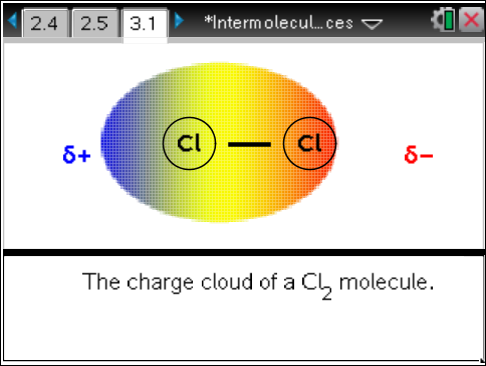 2.4 2.5 3.1 *Intermolecul...ces
δ+ Cl — Cl δ−
The charge cloud of a Cl₂ molecule.